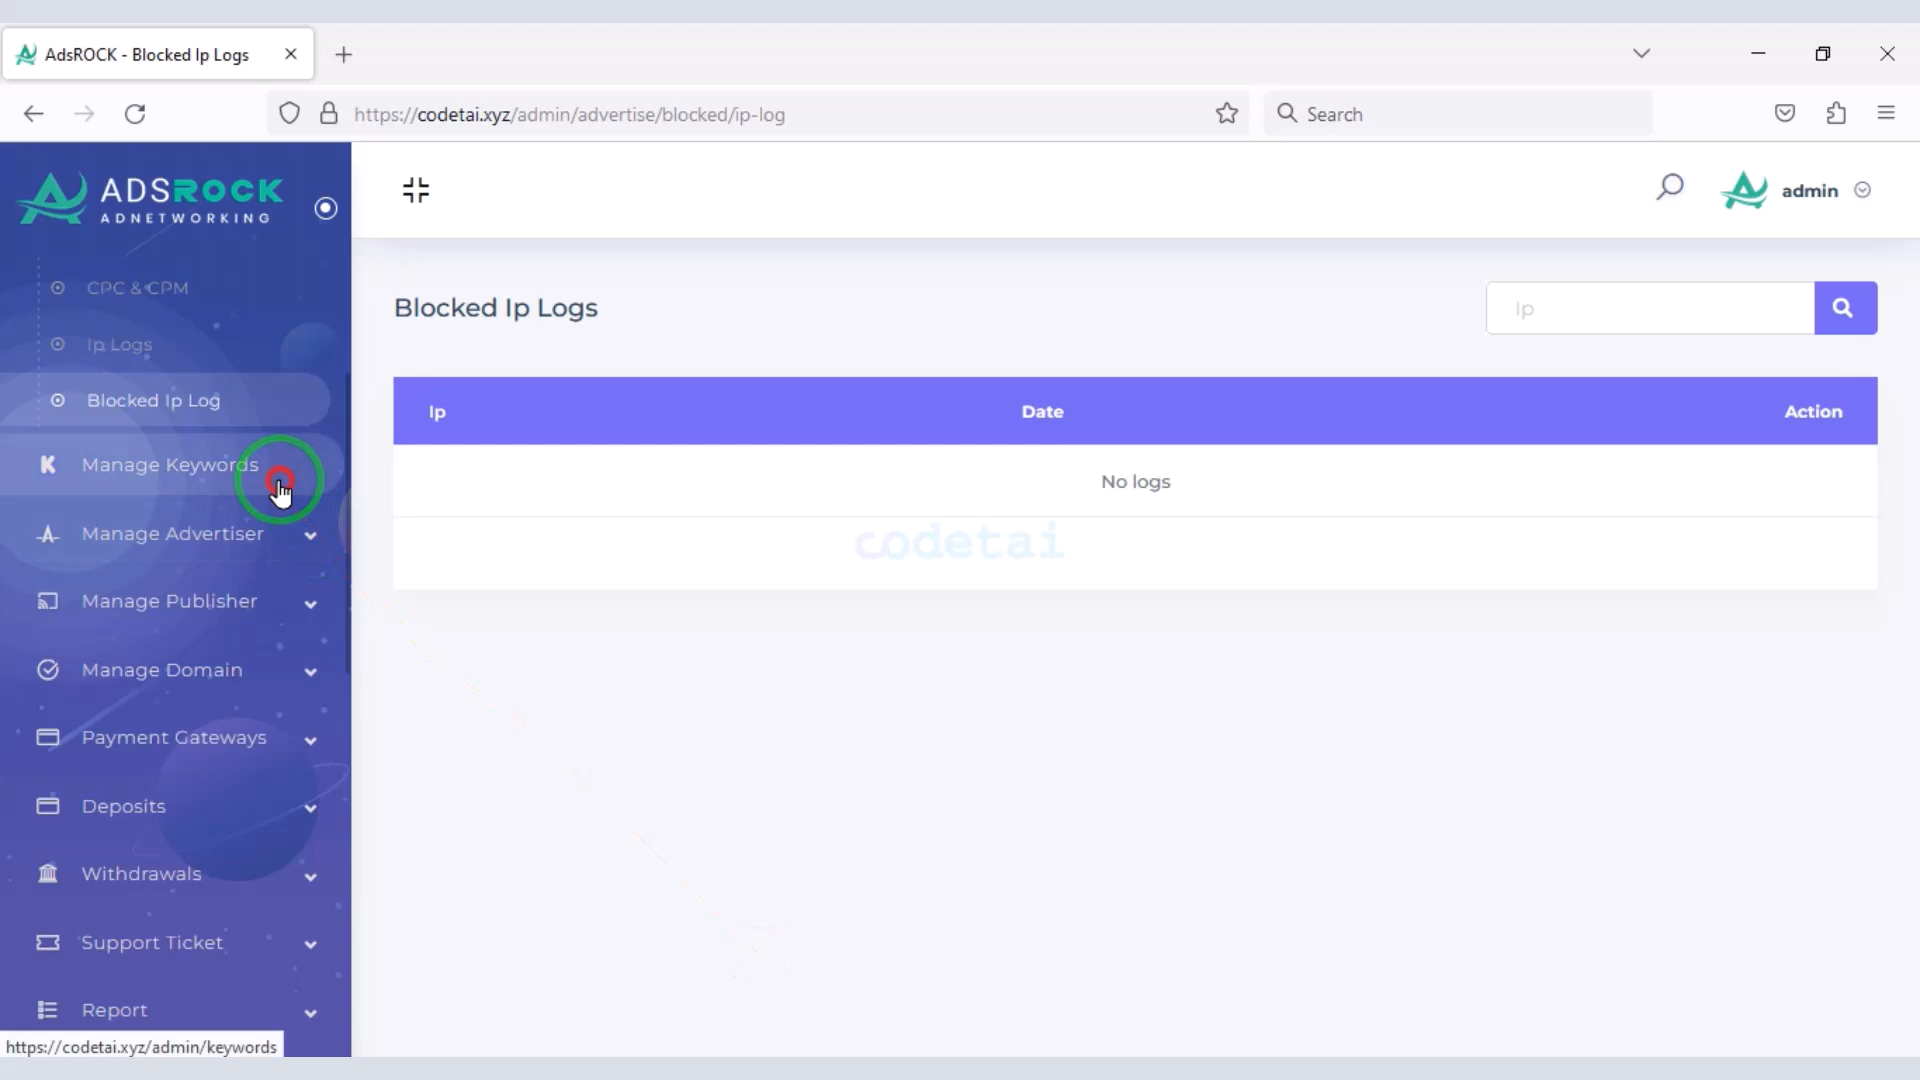 AdsROCK - Blocked Ip Logs
https://codetai.xyz/admin/advertise/blocked/ip-log
Search
ADSROCK
ADNETWORKING
admin
CPC & CPM
Ip Logs
Blocked Ip Log
Manage Keywords
Manage Advertiser
Manage Publisher
Manage Domain
Payment Gateways
Deposits
Withdrawals
Support Ticket
Report
https://codetai.xyz/admin/keywords
Blocked Ip Logs
Ip
Ip Date Action
No logs
codetai